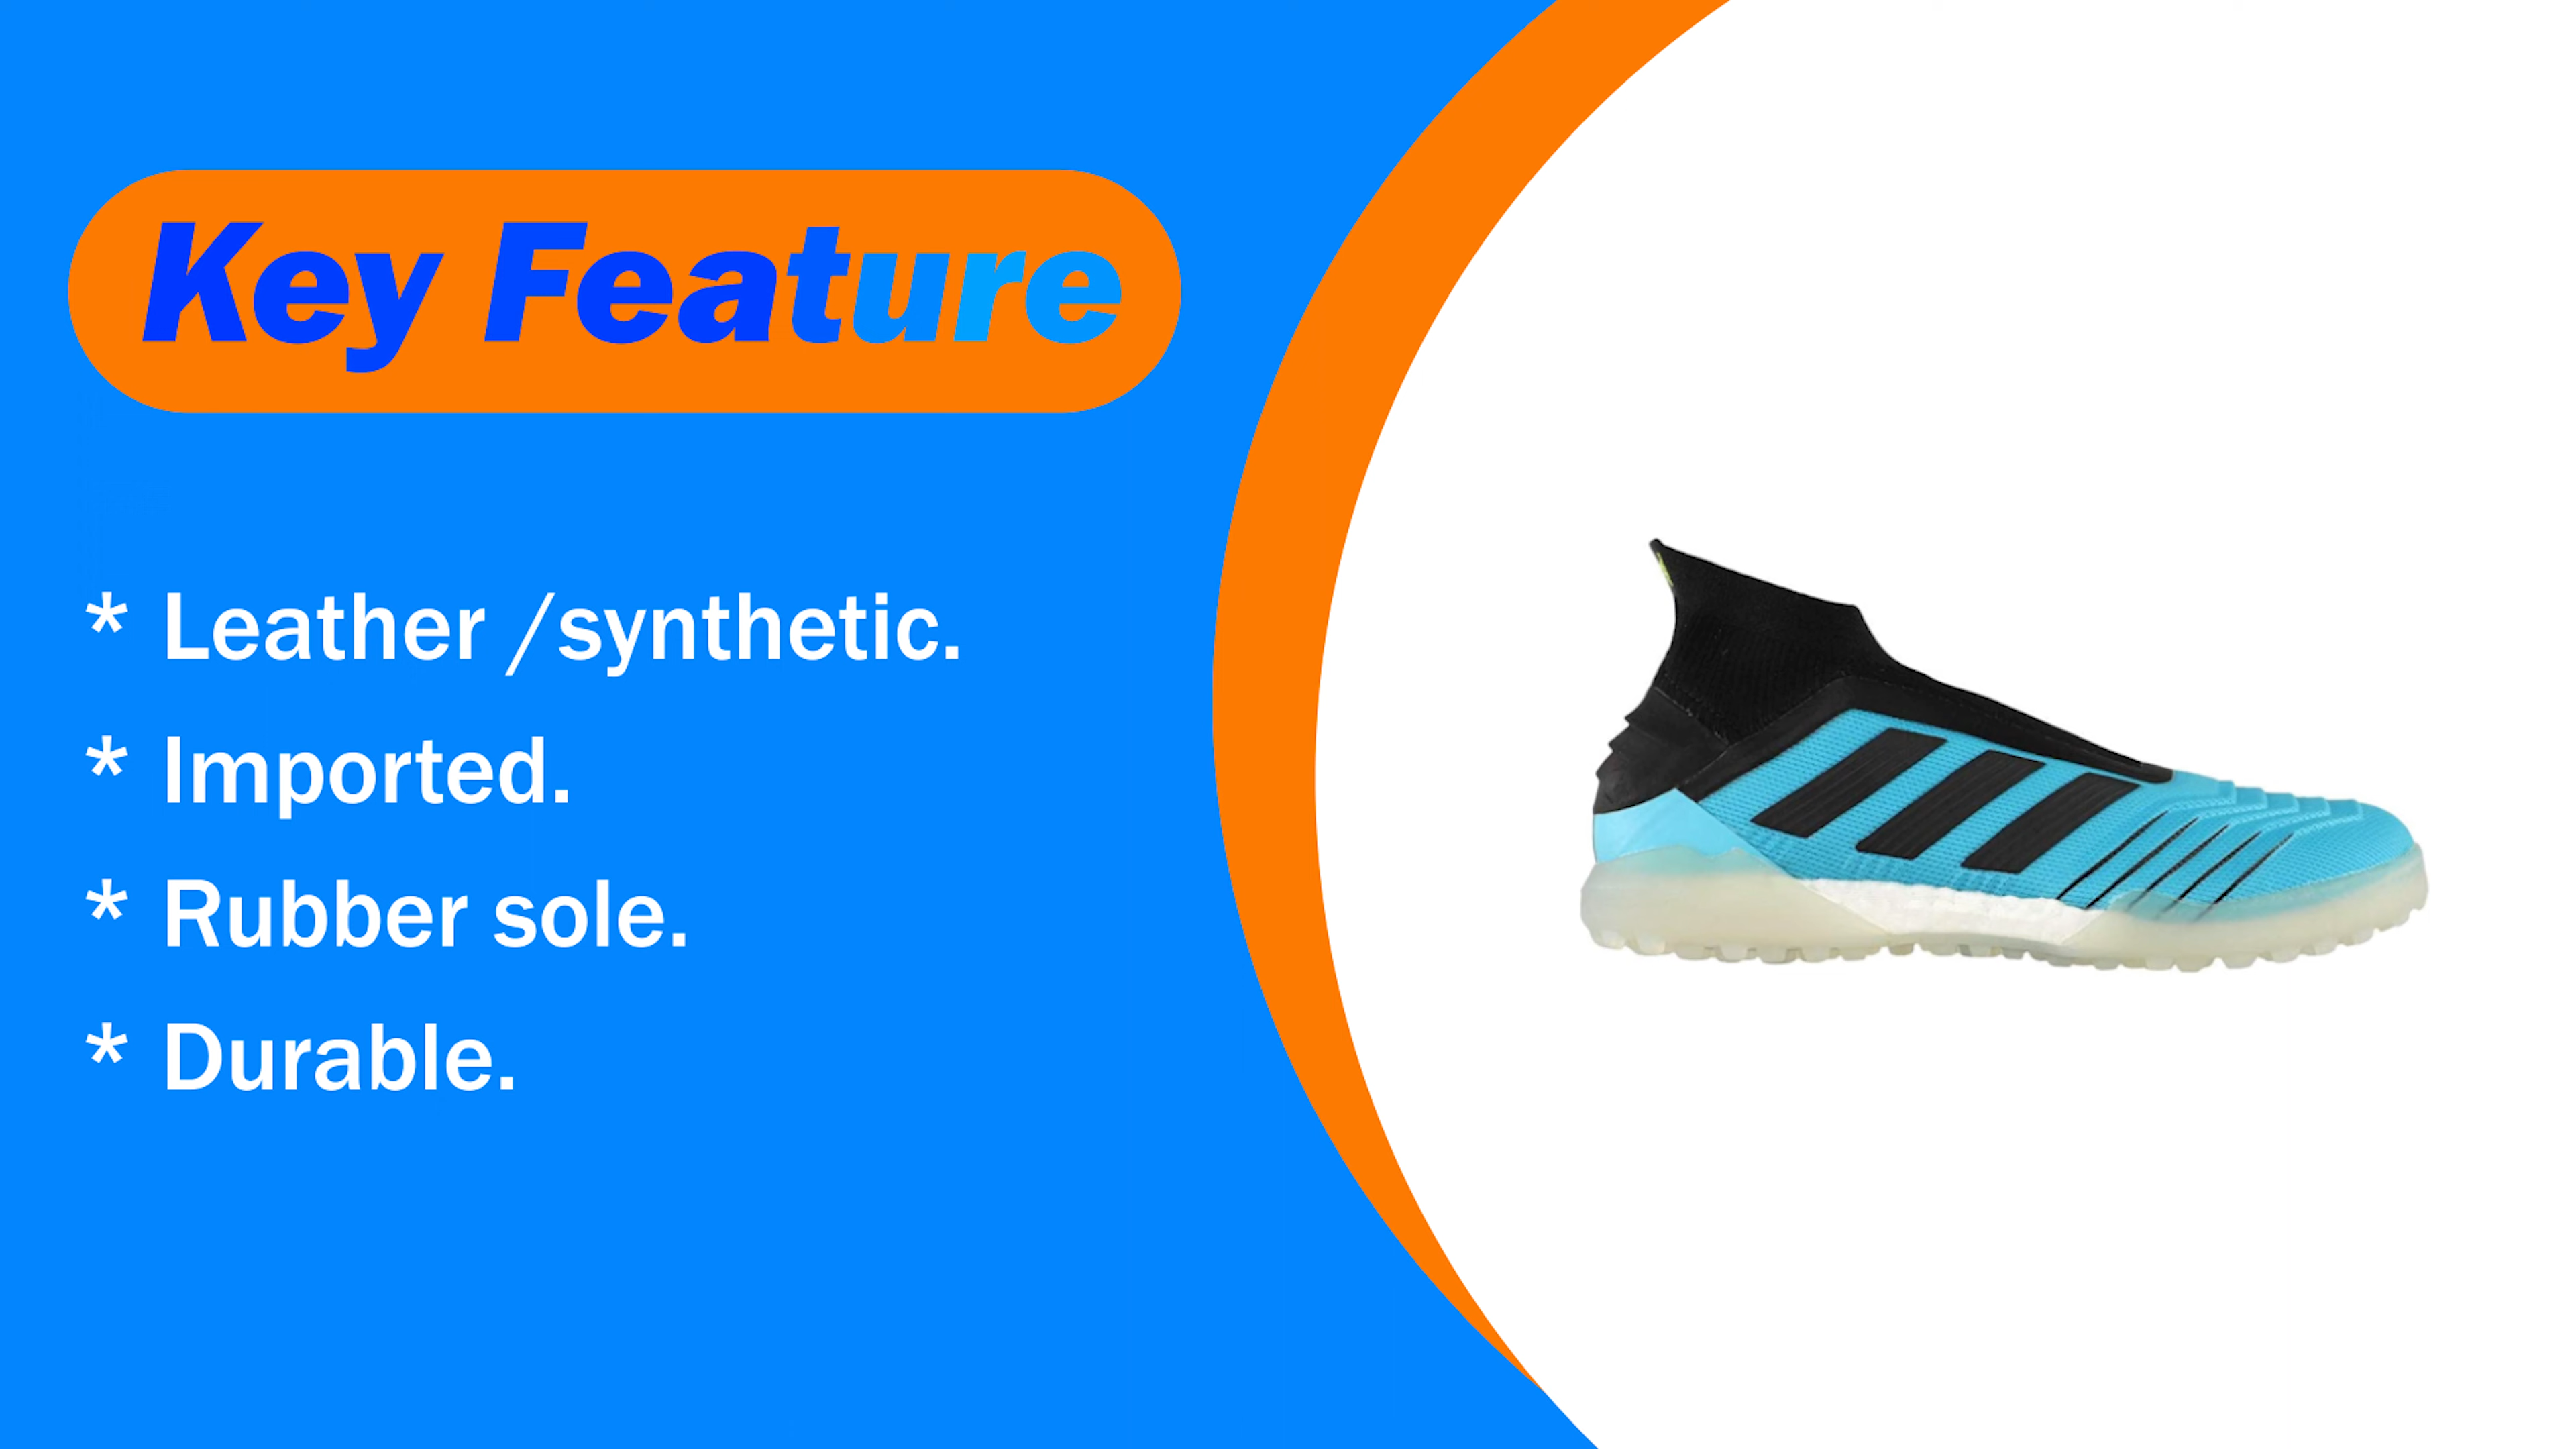 Key Feature
* Leather /synthetic.
* Imported.
* Rubber sole.
* Durable.